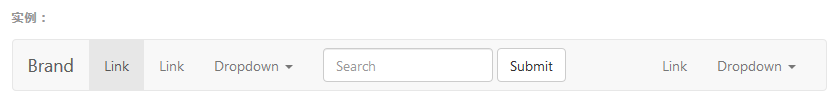 实例：
Brand Link Link Dropdown Search Submit Link Dropdown